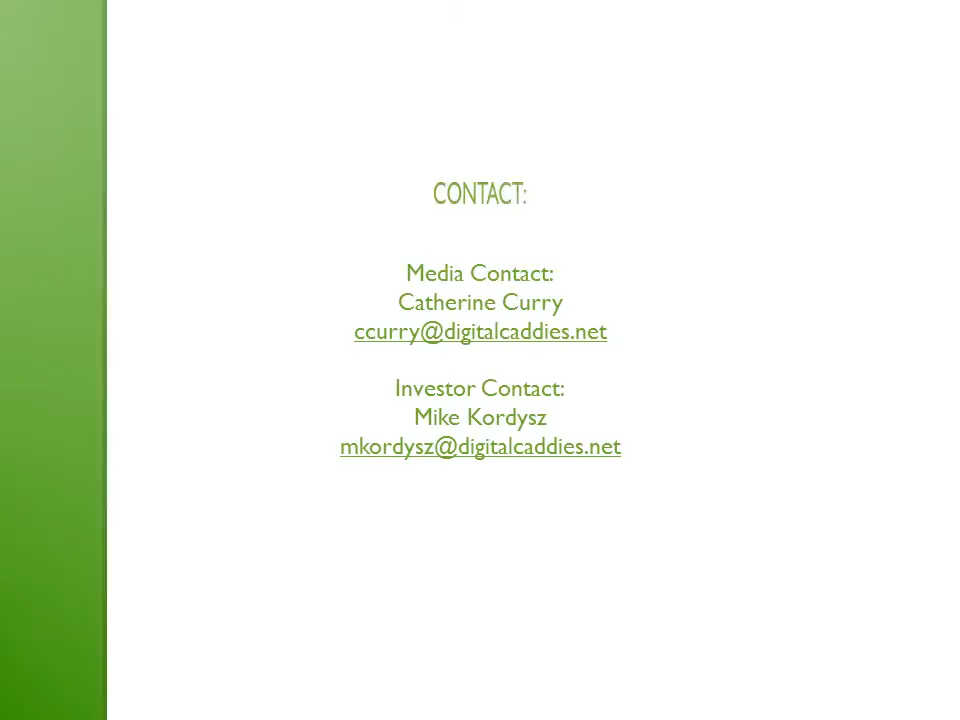 CONTACT:
Media Contact:
Catherine Curry
ccurry@digitalcaddies.net
Investor Contact:
Mike Kordysz
mkordysz@digitalcaddies.net